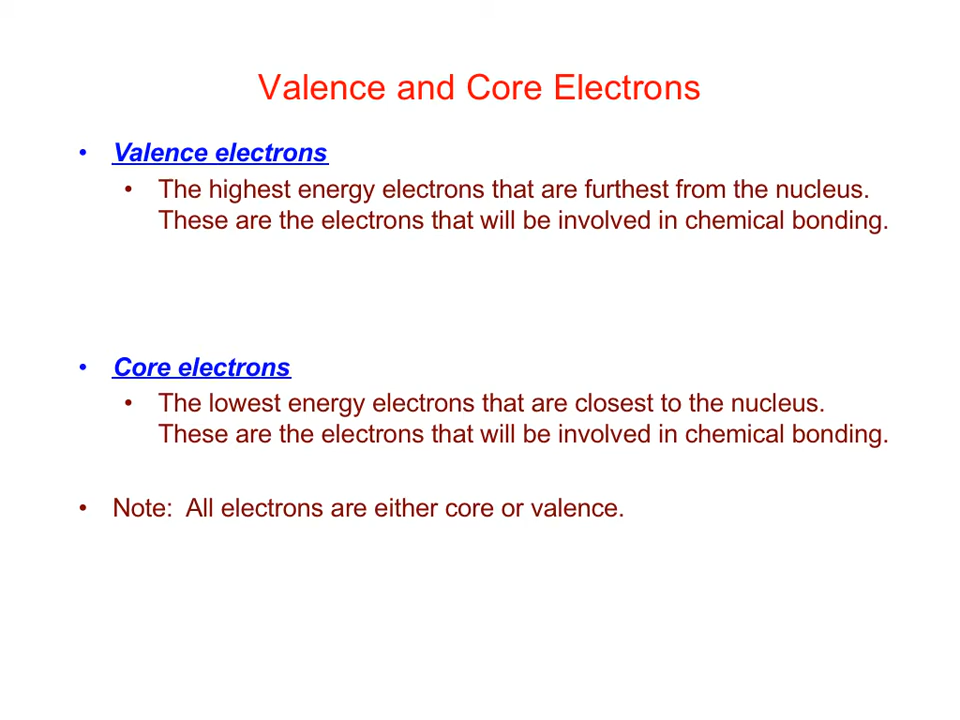 Valence and Core Electrons
• Valence electrons
• The highest energy electrons that are furthest from the nucleus.
These are the electrons that will be involved in chemical bonding.
• Core electrons
• The lowest energy electrons that are closest to the nucleus.
These are the electrons that will be involved in chemical bonding.
• Note:  All electrons are either core or valence.